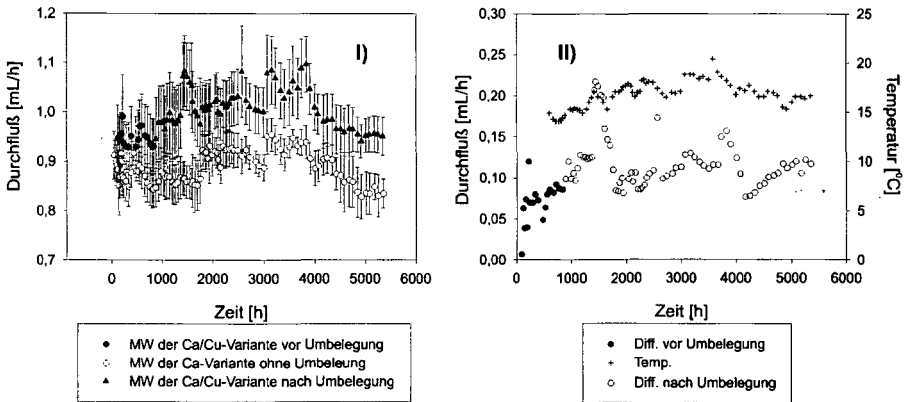 I)
Durchfluß [mL/h]
1,2
1,1
1,0
0,9
0,8
0,7
0 1000 2000 3000 4000 5000 6000
Zeit [h]
● MW der Ca/Cu-Variante vor Umbelegung
○ MW der Ca-Variante ohne Umbeleung
▲ MW der Ca/Cu-Variante nach Umbelegung
II)
Durchfluß [mL/h]
0,30
0,25
0,20
0,15
0,10
0,05
0,00
0 1000 2000 3000 4000 5000 6000
Zeit [h]
25
20
15
10
5
0
Temperatur [°C]
● Diff. vor Umbelegung
+ Temp.
○ Diff. nach Umbelegung